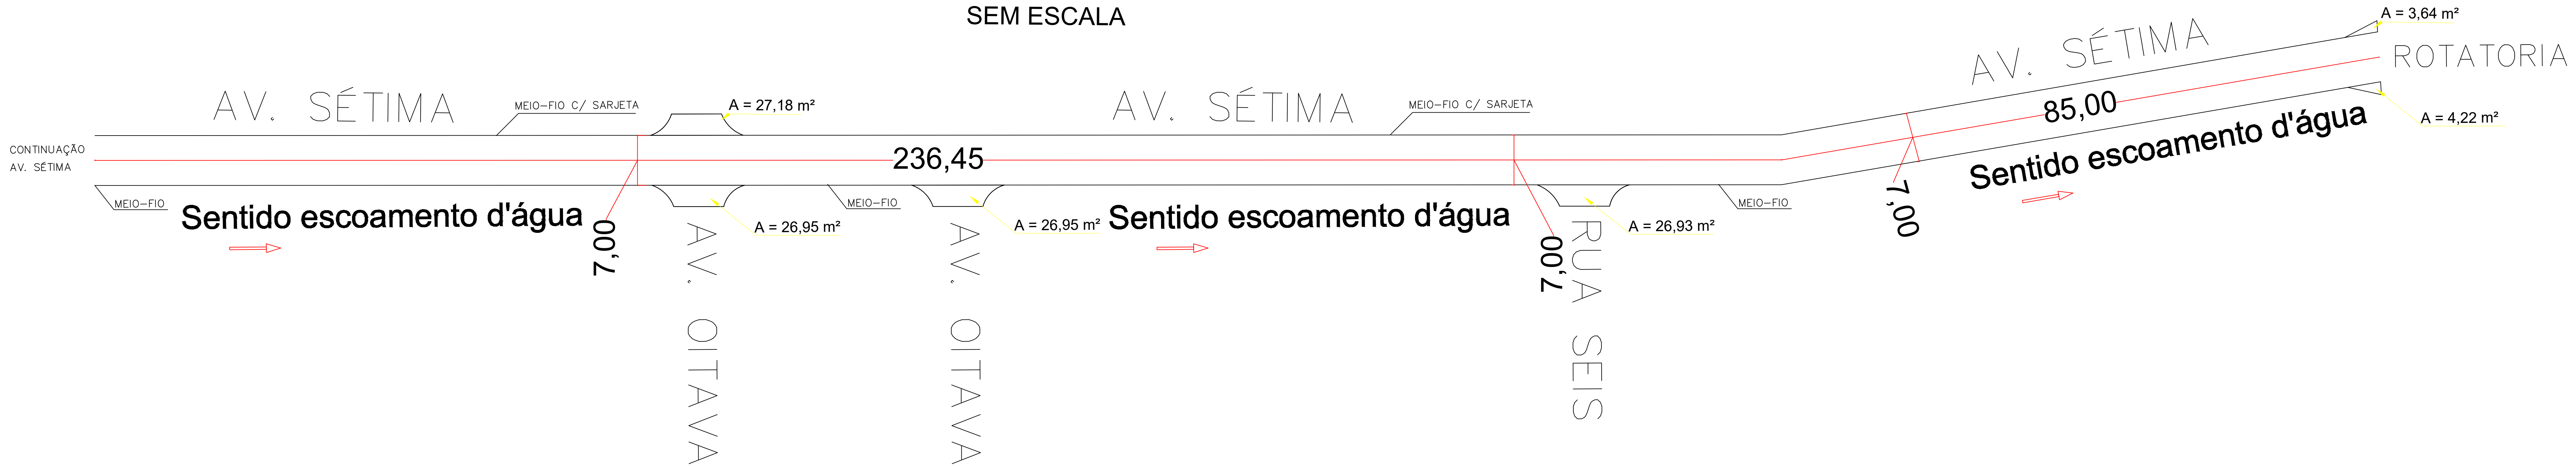 SEM ESCALA
A = 3,64 m²
AV. SÉTIMA
ROTATORIA
AV. SÉTIMA
MEIO-FIO C/ SARJETA
A = 27,18 m²
AV. SÉTIMA
MEIO-FIO C/ SARJETA
85,00
A = 4,22 m²
CONTINUAÇÃO
AV. SÉTIMA
236,45
Sentido escoamento d'água
MEIO-FIO
Sentido escoamento d'água
7,00
A = 26,95 m²
MEIO-FIO
A = 26,95 m²
Sentido escoamento d'água
7,00
A = 26,93 m²
MEIO-FIO
7,00
AV. OITAVA
AV. OITAVA
RUA SEIS